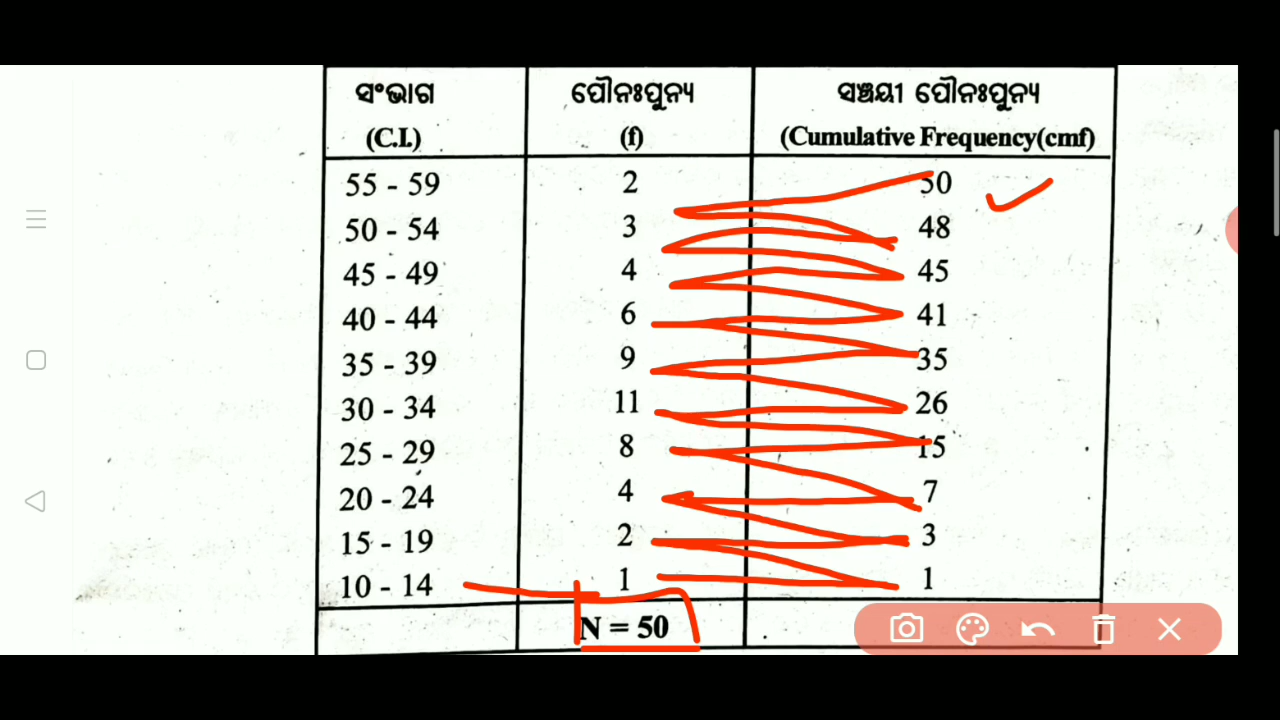 ସଂଭାଗ ପୌନଃପୁନ୍ୟ ସଞ୍ଚୟୀ ପୌନଃପୁନ୍ୟ
(C.I.) (f) (Cumulative Frequency(cmf)
55 - 59 2 50
50 - 54 3 48
45 - 49 4 45
40 - 44 6 41
35 - 39 9 35
30 - 34 11 26
25 - 29 8 15
20 - 24 4 7
15 - 19 2 3
10 - 14 1 1
N = 50